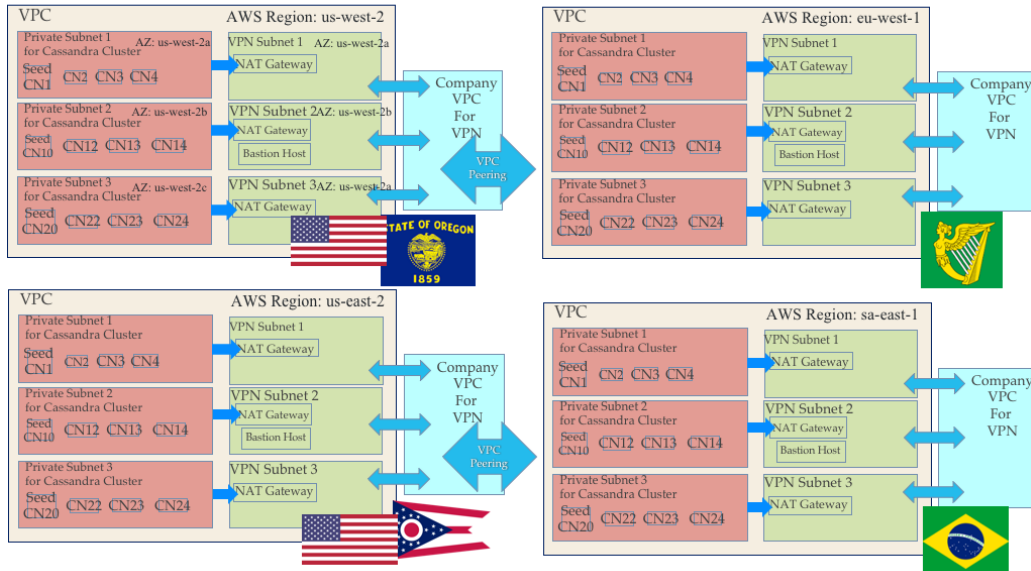 VPC
AWS Region: us-west-2
Private Subnet 1
for Cassandra Cluster
AZ: us-west-2a
Seed
CN1
CN2
CN3
CN4
VPN Subnet 1
AZ: us-west-2a
NAT Gateway
Private Subnet 2
for Cassandra Cluster
AZ: us-west-2b
Seed
CN10
CN12
CN13
CN14
VPN Subnet 2
AZ: us-west-2b
NAT Gateway
Bastion Host
Private Subnet 3
for Cassandra Cluster
AZ: us-west-2c
Seed
CN20
CN22
CN23
CN24
VPN Subnet 3
AZ: us-west-2a
NAT Gateway
Company
VPC
For
VPN
VPC
Peering
STATE OF OREGON
1859
VPC
AWS Region: eu-west-1
Private Subnet 1
for Cassandra Cluster
Seed
CN1
CN2
CN3
CN4
VPN Subnet 1
NAT Gateway
Private Subnet 2
for Cassandra Cluster
Seed
CN10
CN12
CN13
CN14
VPN Subnet 2
NAT Gateway
Bastion Host
Private Subnet 3
for Cassandra Cluster
Seed
CN20
CN22
CN23
CN24
VPN Subnet 3
NAT Gateway
Company
VPC
For
VPN
VPC
AWS Region: us-east-2
Private Subnet 1
for Cassandra Cluster
Seed
CN1
CN2
CN3
CN4
VPN Subnet 1
NAT Gateway
Private Subnet 2
for Cassandra Cluster
Seed
CN10
CN12
CN13
CN14
VPN Subnet 2
NAT Gateway
Bastion Host
Private Subnet 3
for Cassandra Cluster
Seed
CN20
CN22
CN23
CN24
VPN Subnet 3
NAT Gateway
Company
VPC
For
VPN
VPC
Peering
VPC
AWS Region: sa-east-1
Private Subnet 1
for Cassandra Cluster
Seed
CN1
CN2
CN3
CN4
VPN Subnet 1
NAT Gateway
Private Subnet 2
for Cassandra Cluster
Seed
CN10
CN12
CN13
CN14
VPN Subnet 2
NAT Gateway
Bastion Host
Private Subnet 3
for Cassandra Cluster
Seed
CN20
CN22
CN23
CN24
VPN Subnet 3
NAT Gateway
Company
VPC
For
VPN